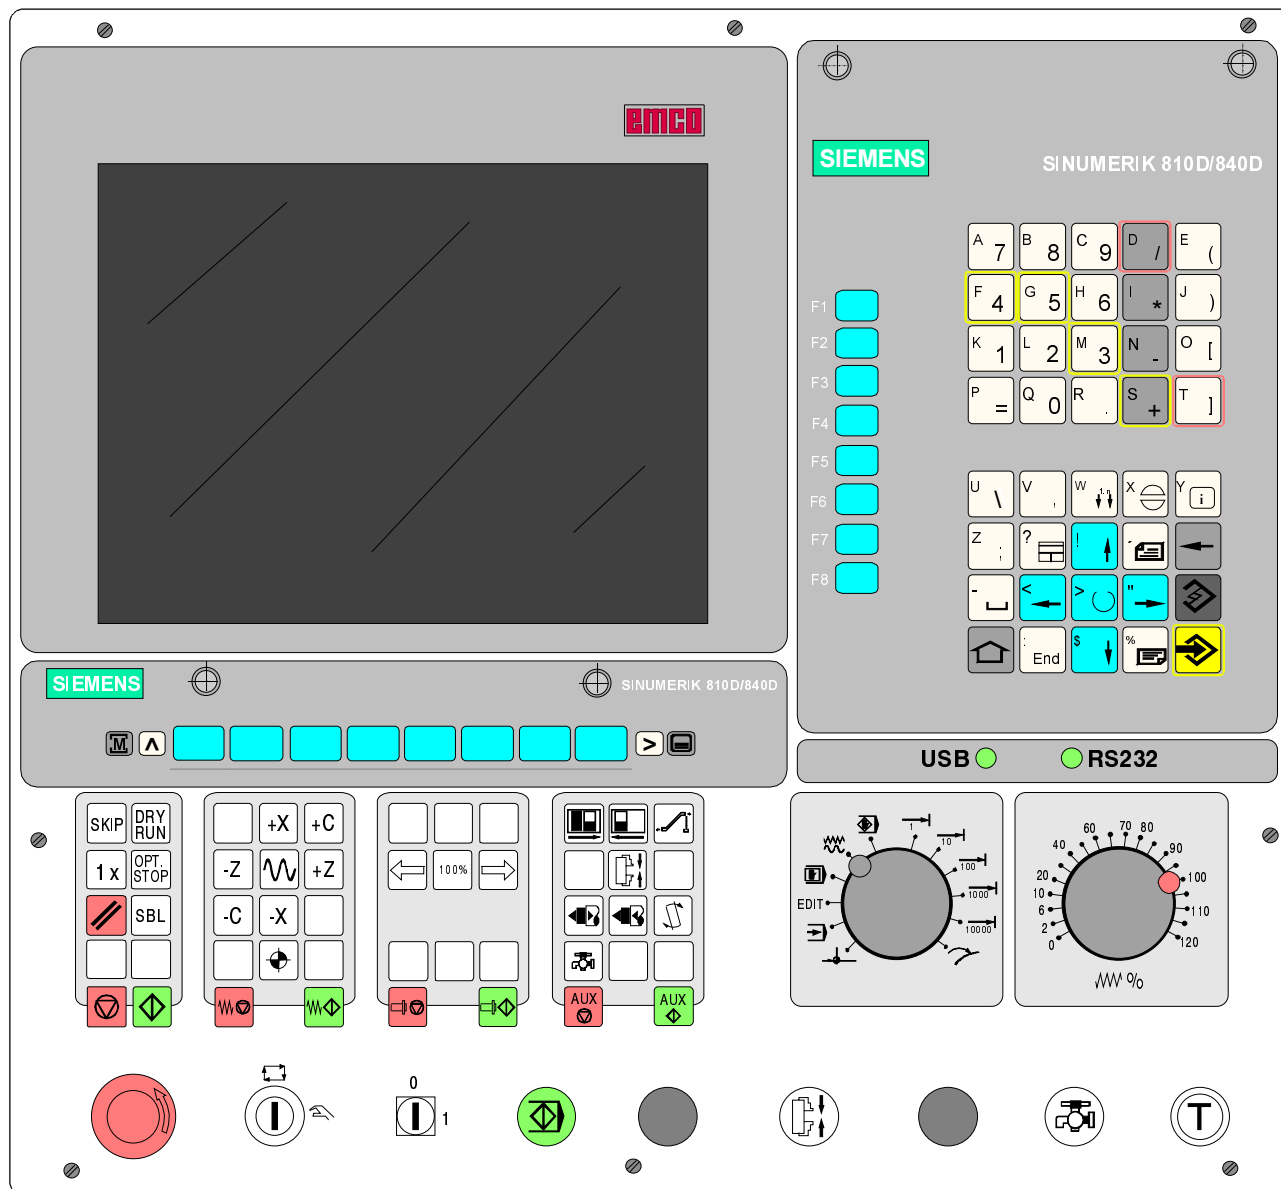 emco
SIEMENS
SINUMERIK 810D/840D
A 7 B 8 C 9 D / E (
F 4 G 5 H 6 I * J )
K 1 L 2 M 3 N - O [
P = Q 0 R . S + T ]
F1
F2
F3
F4
F5
F6
F7
F8
U \ V , W 1..n X Y i
Z ; ? !
- < > "
: End $ %
SIEMENS
SINUMERIK 810D/840D
M ^ >
USB RS232
SKIP DRY RUN
1x OPT. STOP
SBL
+X +C
-Z +Z
-C -X
100%
AUX AUX
1
10
100
1000
10000
EDIT
0
2
6
10
20
40
60
70
80
90
100
110
120
%
0
1
T